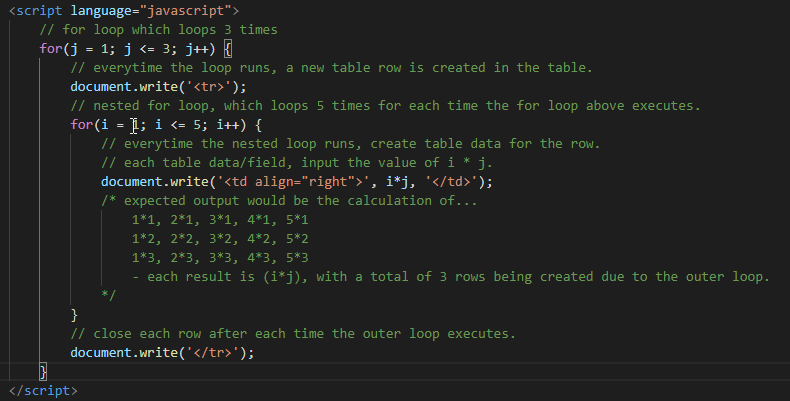 <script language="javascript">
// for loop which loops 3 times
for(j = 1; j <= 3; j++) {
// everytime the loop runs, a new table row is created in the table.
document.write('<tr>');
// nested for loop, which loops 5 times for each time the for loop above executes.
for(i = 1; i <= 5; i++) {
// everytime the nested loop runs, create table data for the row.
// each table data/field, input the value of i * j.
document.write('<td align="right">', i*j, '</td>');
/* expected output would be the calculation of...
1*1, 2*1, 3*1, 4*1, 5*1
1*2, 2*2, 3*2, 4*2, 5*2
1*3, 2*3, 3*3, 4*3, 5*3
- each result is (i*j), with a total of 3 rows being created due to the outer loop.
*/
}
// close each row after each time the outer loop executes.
document.write('</tr>');
}
</script>